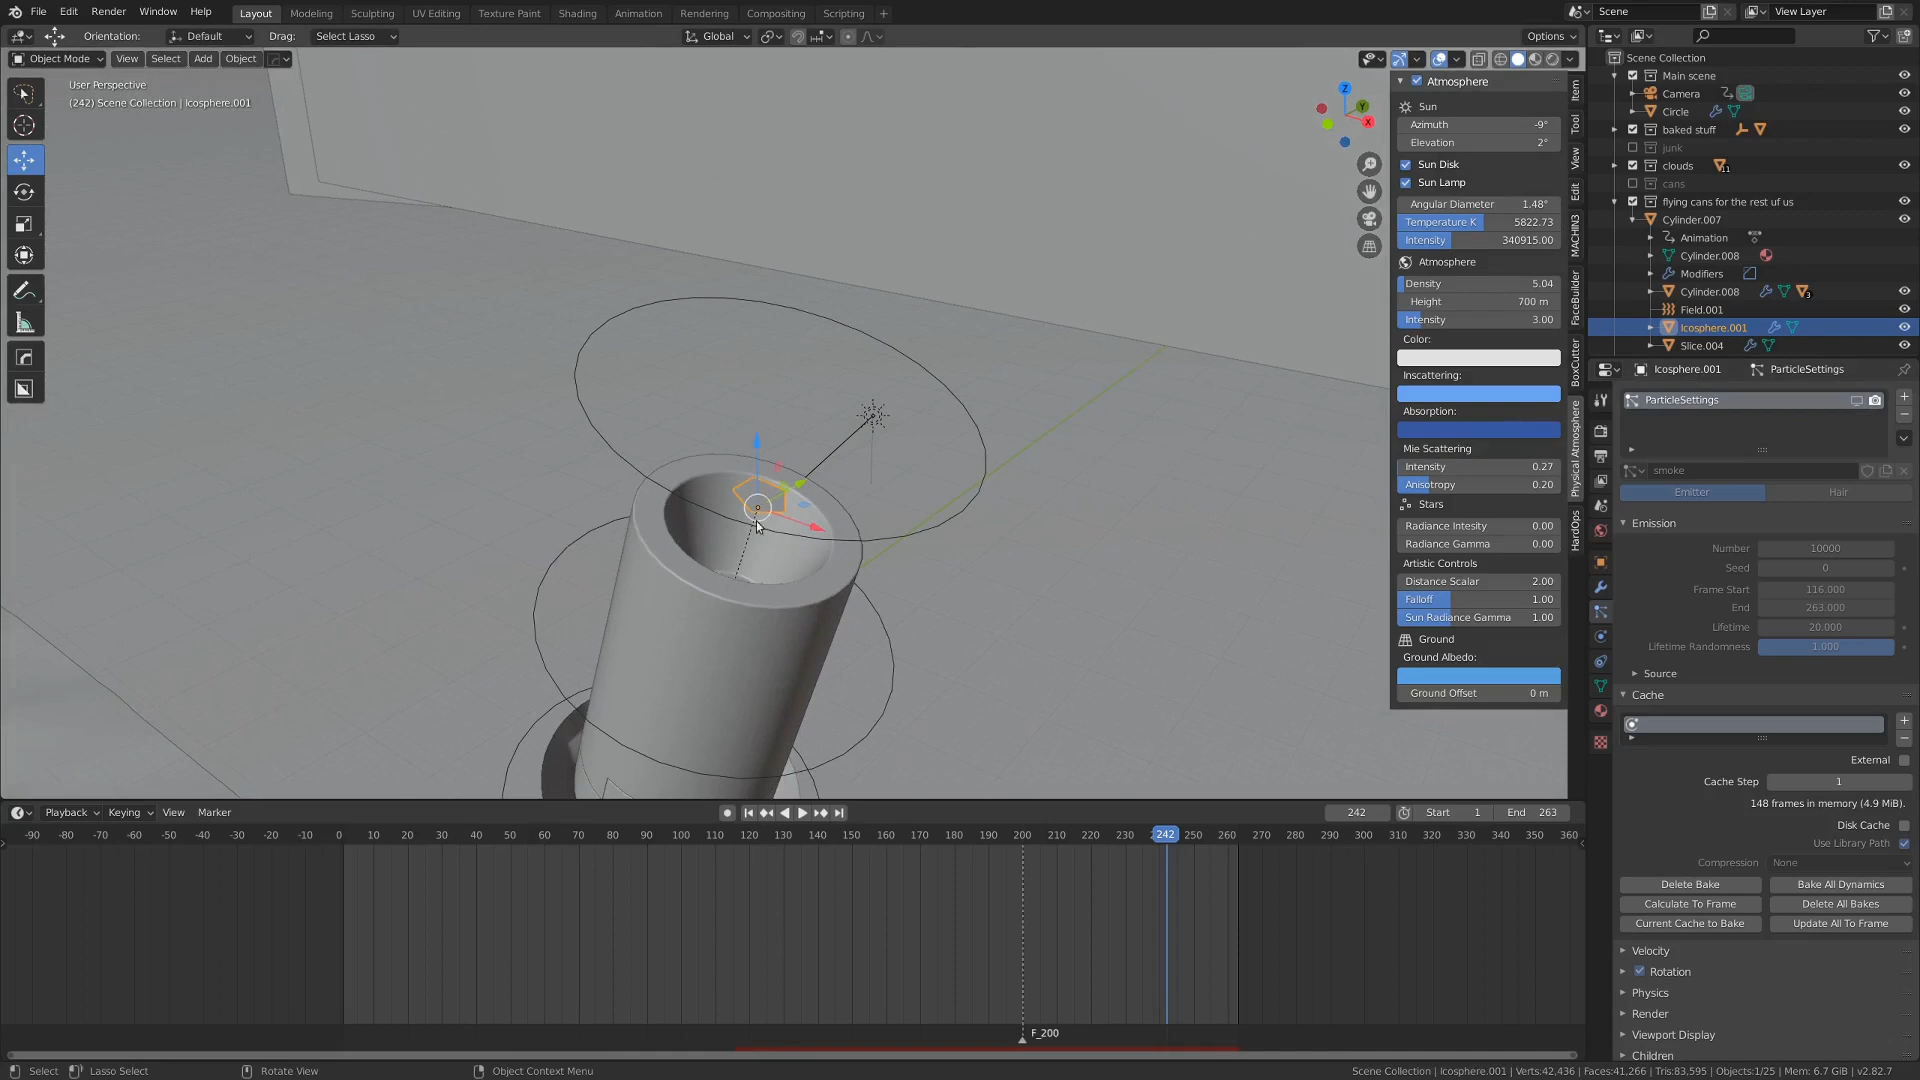 File Edit Render Window Help Layout Modeling Sculpting UV Editing Texture Paint Shading Animation Rendering Compositing Scripting + Scene View Layer
Orientation: Default Drag: Select Lasso Global Options
Object Mode View Select Add Object
User Perspective
(242) Scene Collection | Icosphere.001
Z
Y
X
Atmosphere
Sun
Azimuth -9°
Elevation 2°
Sun Disk
Sun Lamp
Angular Diameter 1.48°
Temperature K 5822.73
Intensity 340915.00
Atmosphere
Density 5.04
Height 700 m
Intensity 3.00
Color:
Inscattering:
Absorption:
Mie Scattering
Intensity 0.27
Anisotropy 0.20
Stars
Radiance Intesity 0.00
Radiance Gamma 0.00
Artistic Controls
Distance Scalar 2.00
Falloff 1.00
Sun Radiance Gamma 1.00
Ground
Ground Albedo:
Ground Offset 0 m
Item
Tool
View
Edit
MACHIN3
FaceBuilder
BoxCutter
Physical Atmosphere
HardOps
Scene Collection
Main scene
Camera
Circle
baked stuff
junk
clouds 11
cans
flying cans for the rest uf us
Cylinder.007
Animation
Cylinder.008
Modifiers
Cylinder.008 3
Field.001
Icosphere.001
Slice.004
Icosphere.001 ParticleSettings
ParticleSettings
smoke
Emitter Hair
Emission
Number 10000
Seed 0
Frame Start 116.000
End 263.000
Lifetime 20.000
Lifetime Randomness 1.000
Source
Cache
External
Cache Step 1
148 frames in memory (4.9 MiB).
Disk Cache
Use Library Path
Compression None
Delete Bake Bake All Dynamics
Calculate To Frame Delete All Bakes
Current Cache to Bake Update All To Frame
Velocity
Rotation
Physics
Render
Viewport Display
Children
Playback Keying View Marker 242 Start 1 End 263
-90 -80 -70 -60 -50 -40 -30 -20 -10 0 10 20 30 40 50 60 70 80 90 100 110 120 130 140 150 160 170 180 190 200 210 220 230 242 250 260 270 280 290 300 310 320 330 340 350 360
F_200
Select Lasso Select Rotate View Object Context Menu Scene Collection | Icosphere.001 | Verts:42,436 | Faces:41,266 | Tris:83,595 | Objects:1/25 | Mem: 6.7 GiB | v2.82.7